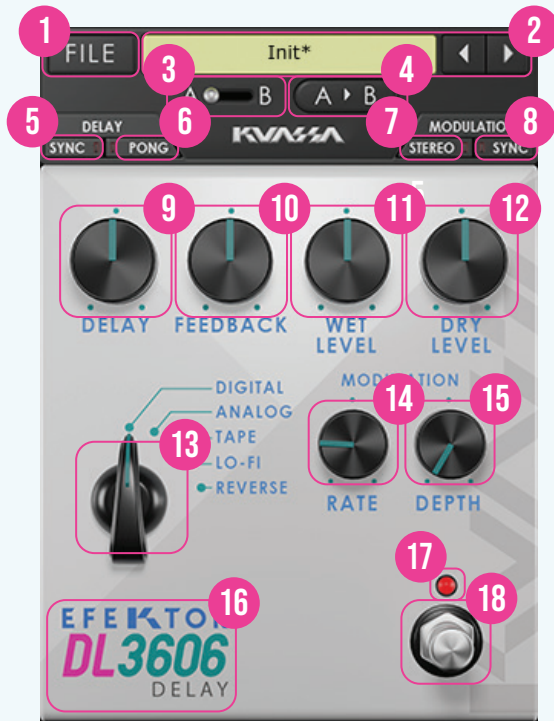 1
2
FILE
Init*
3
4
A B
A B
5
6
7
8
DELAY
MODULATIO
SYNC
PONG
KVASSA
STEREO
SYNC
9
10
11
12
DELAY
FEEDBACK
WET LEVEL
DRY LEVEL
MODULATION
DIGITAL
ANALOG
TAPE
LO-FI
REVERSE
13
14
15
RATE
DEPTH
16
17
18
EFEKTOR
DL3606
DELAY